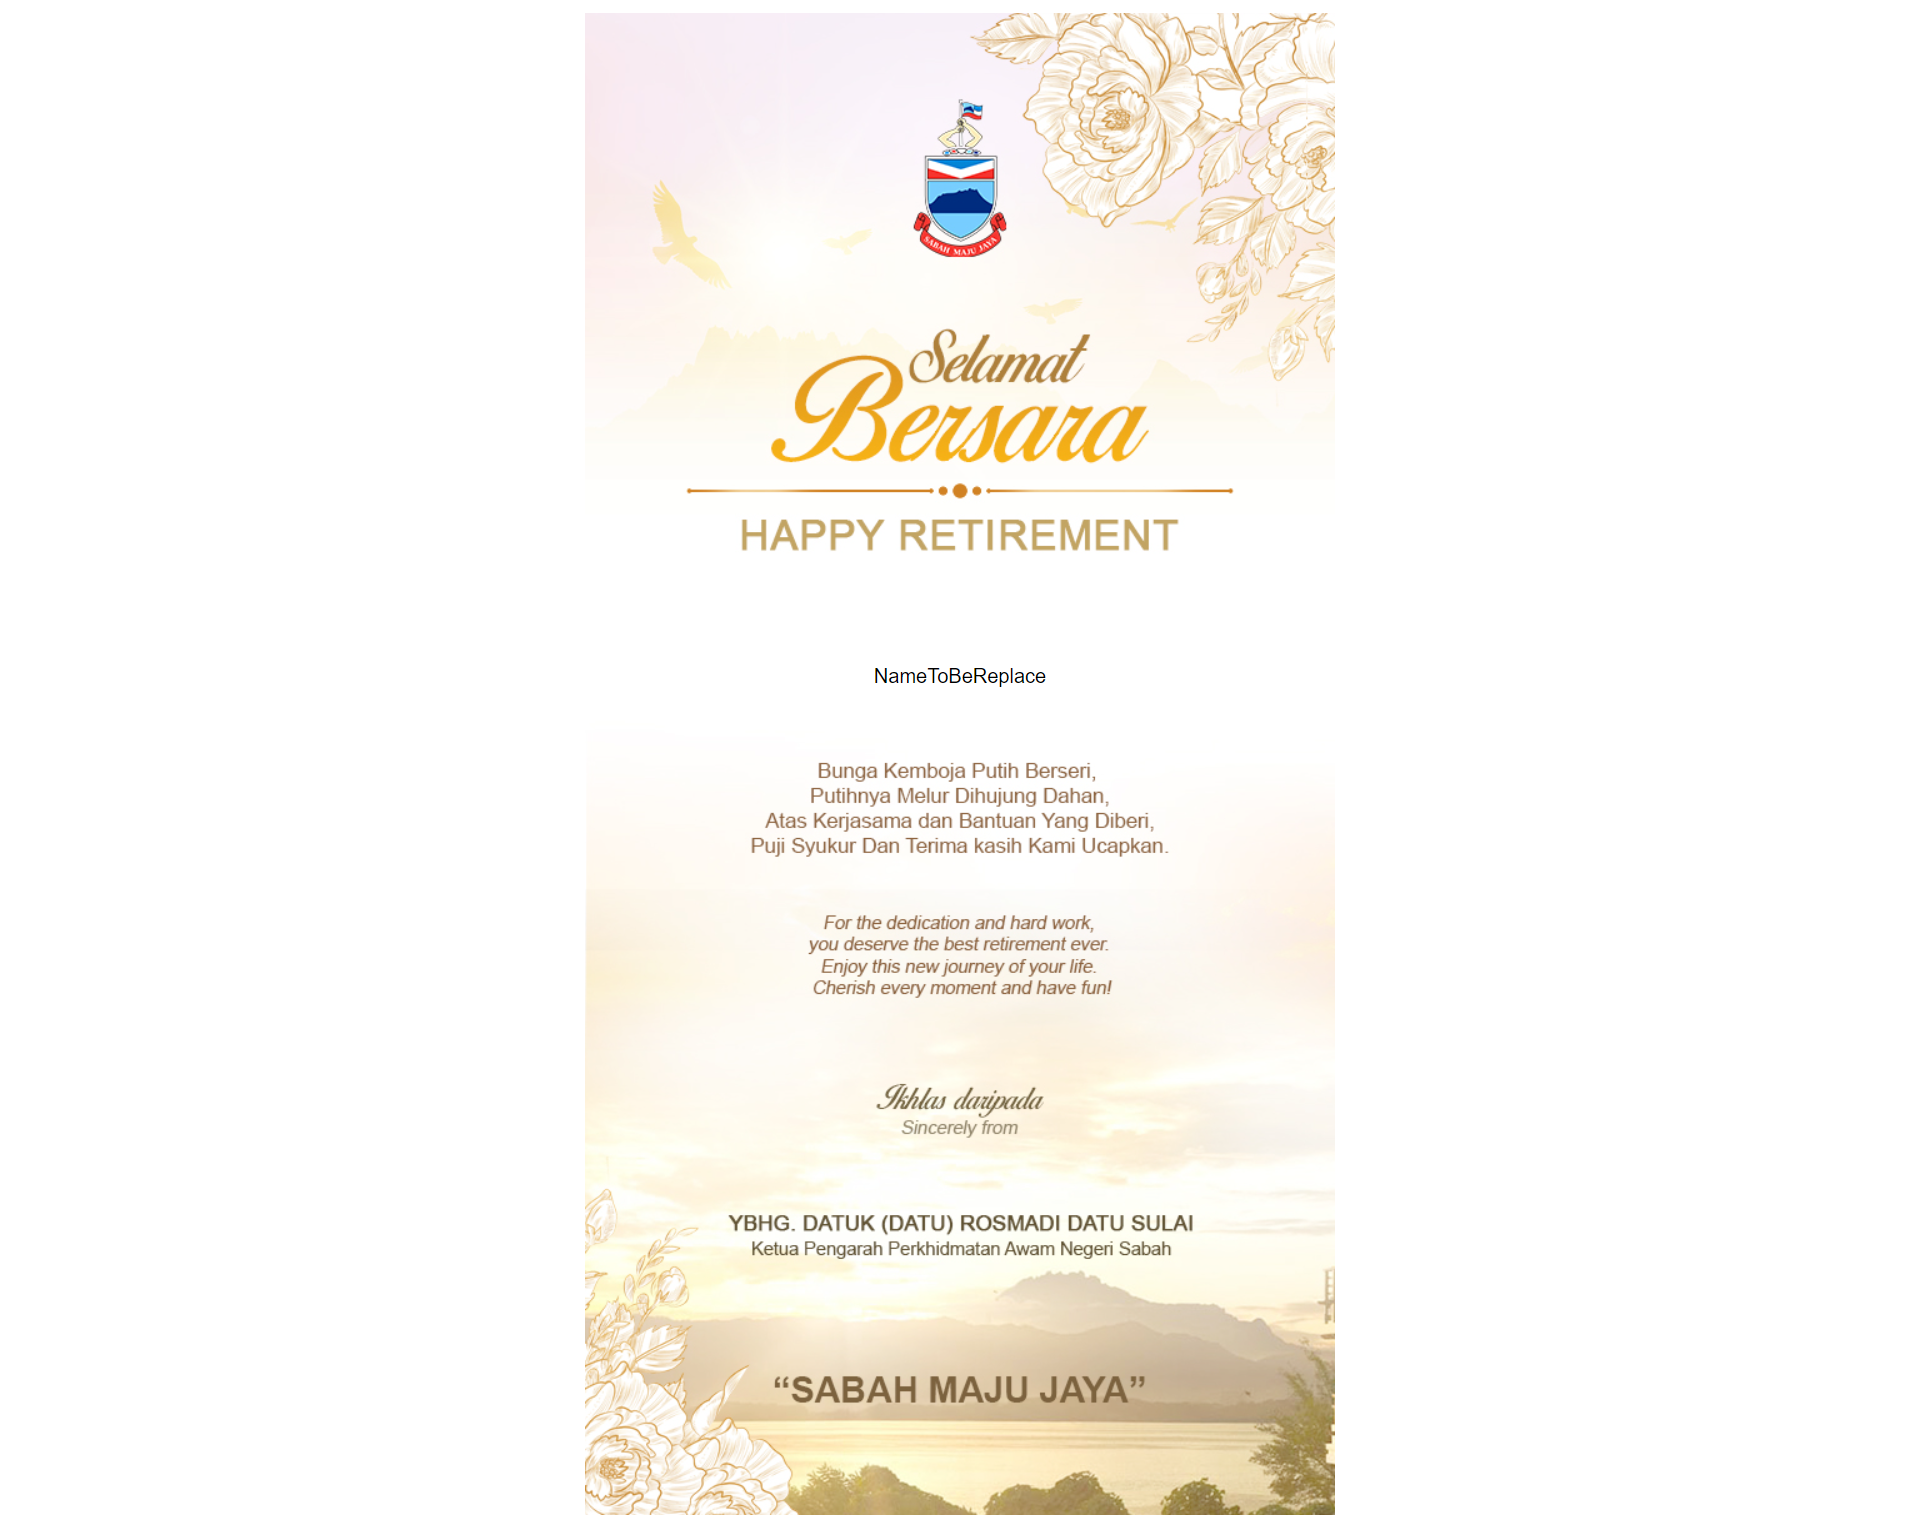 SABAH MAJU JAYA
Selamat
Bersara
HAPPY RETIREMENT
NameToBeReplace
Bunga Kemboja Putih Berseri,
Putihnya Melur Dihujung Dahan,
Atas Kerjasama dan Bantuan Yang Diberi,
Puji Syukur Dan Terima kasih Kami Ucapkan.
For the dedication and hard work,
you deserve the best retirement ever.
Enjoy this new journey of your life.
Cherish every moment and have fun!
Ikhlas daripada
Sincerely from
YBHG. DATUK (DATU) ROSMADI DATU SULAI
Ketua Pengarah Perkhidmatan Awam Negeri Sabah
“SABAH MAJU JAYA”